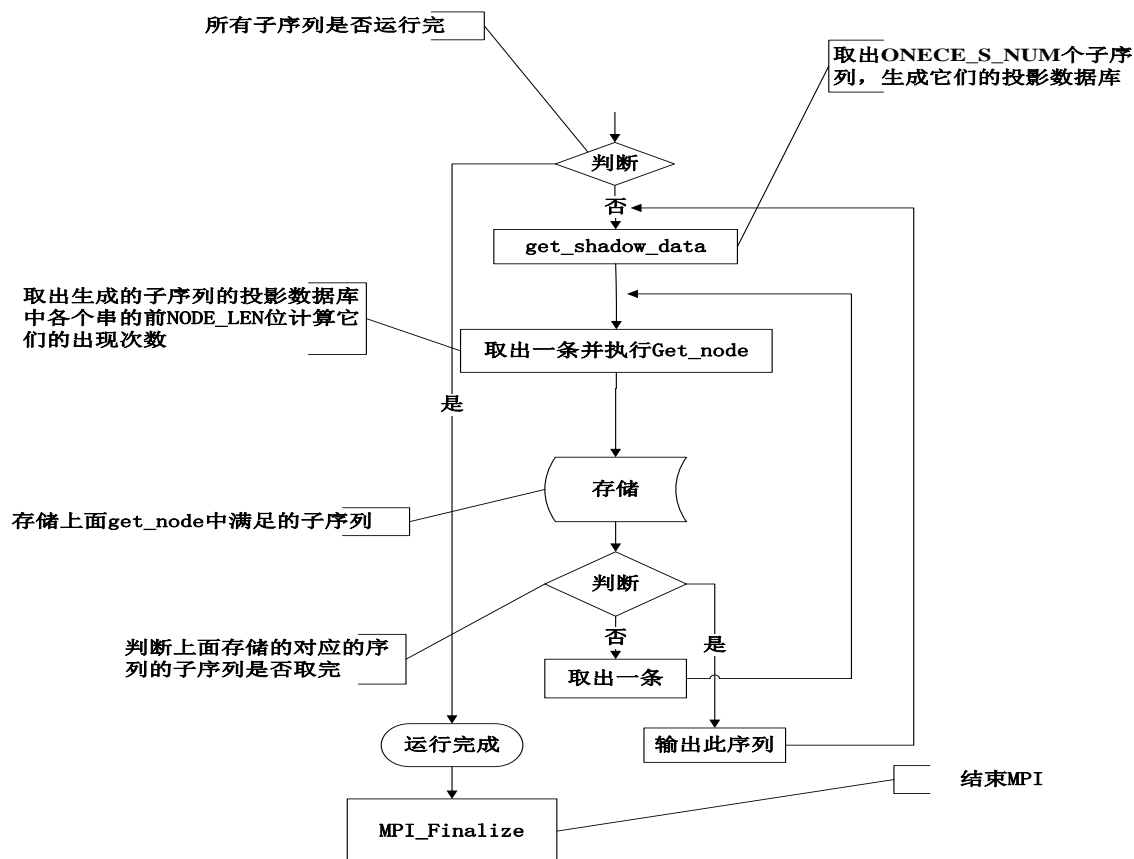 所有子序列是否运行完
取出ONECE_S_NUM个子序
列，生成它们的投影数据库
判断
否
get_shadow_data
取出生成的子序列的投影数据库
中各个串的前NODE_LEN位计算它
们的出现次数
取出一条并执行Get_node
是
存储
存储上面get_node中满足的子序列
判断
否
是
判断上面存储的对应的序
列的子序列是否取完
取出一条
运行完成
输出此序列
结束MPI
MPI_Finalize